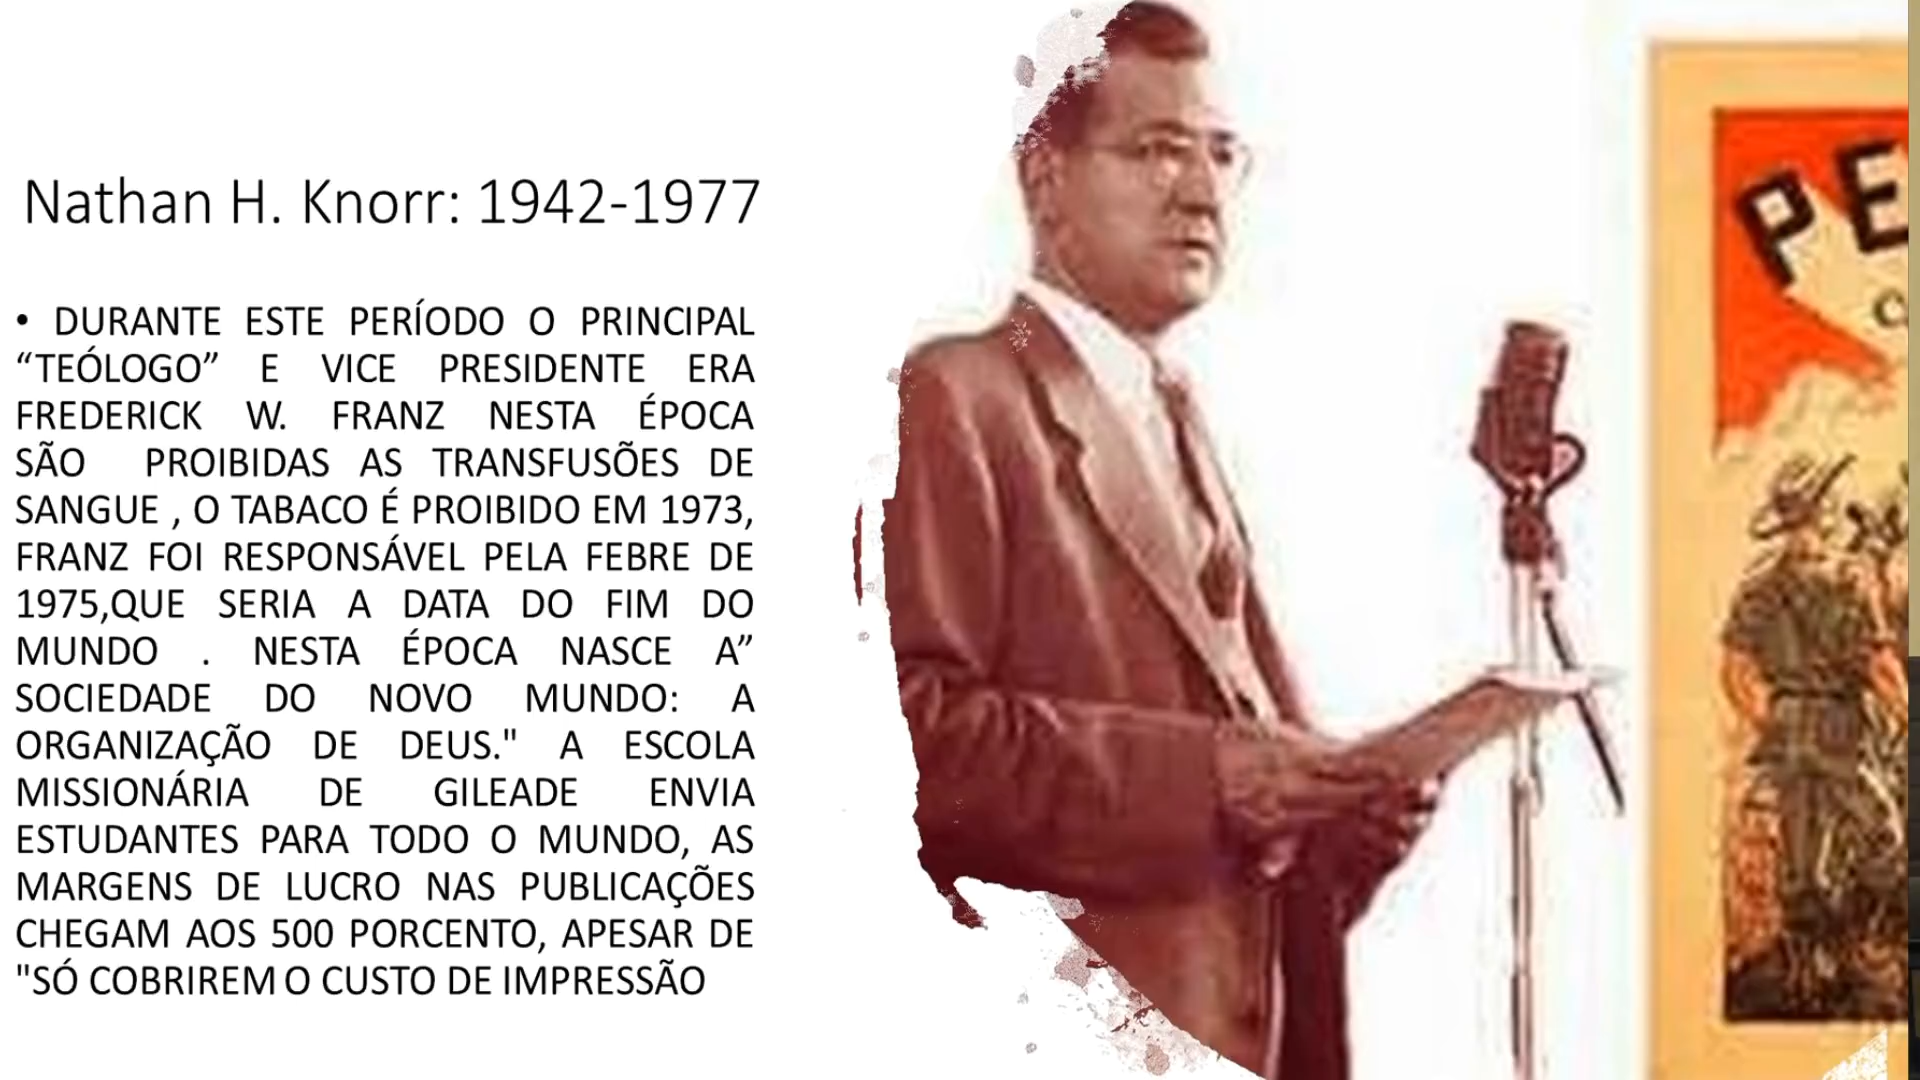 Nathan H. Knorr: 1942-1977
• DURANTE ESTE PERÍODO O PRINCIPAL
“TEÓLOGO” E VICE PRESIDENTE ERA
FREDERICK W. FRANZ NESTA ÉPOCA
SÃO PROIBIDAS AS TRANSFUSÕES DE
SANGUE , O TABACO É PROIBIDO EM 1973,
FRANZ FOI RESPONSÁVEL PELA FEBRE DE
1975,QUE SERIA A DATA DO FIM DO
MUNDO . NESTA ÉPOCA NASCE A”
SOCIEDADE DO NOVO MUNDO: A
ORGANIZAÇÃO DE DEUS." A ESCOLA
MISSIONÁRIA DE GILEADE ENVIA
ESTUDANTES PARA TODO O MUNDO, AS
MARGENS DE LUCRO NAS PUBLICAÇÕES
CHEGAM AOS 500 PORCENTO, APESAR DE
"SÓ COBRIREM O CUSTO DE IMPRESSÃO
PE